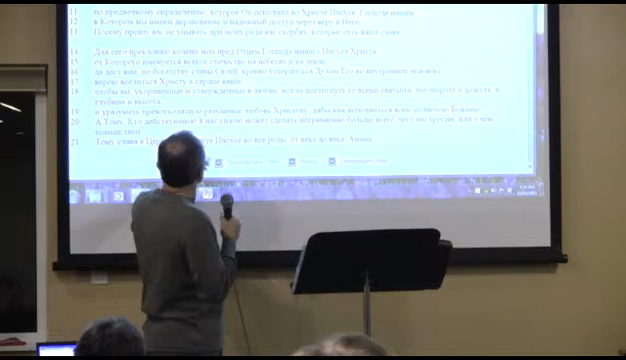 11 по предвечному определению, которое Он исполнил во Христе Иисусе, Господе нашем,
12 в Котором мы имеем дерзновение и надежный доступ через веру в Него.
13 Посему прошу вас не унывать при моих ради вас скорбях, которые суть ваша слава.
14 Для сего преклоняю колени мои пред Отцем Господа нашего Иисуса Христа,
15 от Которого именуется всякое отечество на небесах и на земле,
16 да даст вам, по богатству славы Своей, крепко утвердиться Духом Его во внутреннем человеке,
17 верою вселиться Христу в сердца ваши,
18 чтобы вы, укорененные и утвержденные в любви, могли постигнуть со всеми святыми, что широта и долгота, и
глубина и высота,
19 и уразуметь превосходящую разумение любовь Христову, дабы вам исполниться всею полнотою Божиею.
20 А Тому, Кто действующею в нас силою может сделать несравненно больше всего, чего мы просим, или о чем
помышляем,
21 Тому слава в Це Иисусе во все роды, от века до века. Аминь.
Следующая глава